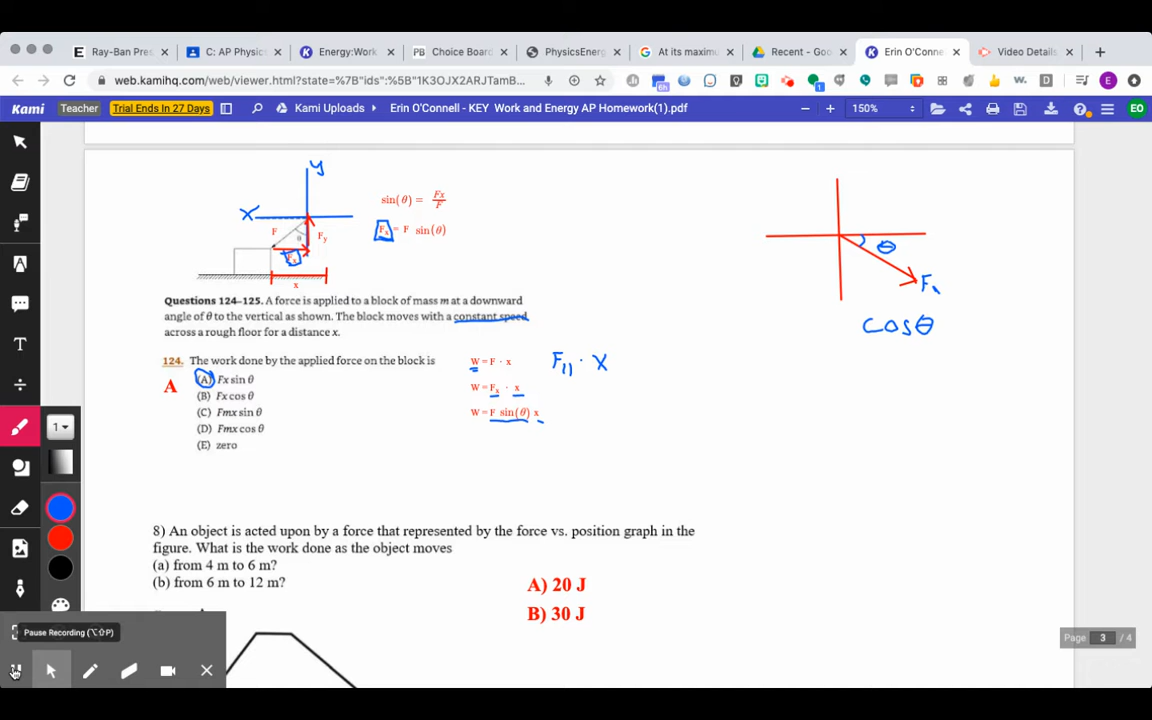 Ray-Ban Pres
C: AP Physic
Energy:Work
Choice Board
PhysicsEnerg
At its maximu
Recent - Goo
Erin O'Conne
Video Details
web.kamihq.com/web/viewer.html?state=%7B"ids"%3A%5B"1K3OJX2ARJTamB...
Kami
Teacher
Trial Ends In 27 Days
Kami Uploads
Erin O'Connell - KEY Work and Energy AP Homework(1).pdf
150%
EO
y
X
F
θ
Fy
Fx
x
sin(θ) = Fx/F
Fx = F sin(θ)
θ
Fx
cosθ
Questions 124–125. A force is applied to a block of mass m at a downward
angle of θ to the vertical as shown. The block moves with a constant speed
across a rough floor for a distance x.
124. The work done by the applied force on the block is
A
(A) Fx sin θ
(B) Fx cos θ
(C) Fmx sin θ
(D) Fmx cos θ
(E) zero
W = F · x
F|| · X
W = Fx · x
W = F sin(θ) x
8) An object is acted upon by a force that represented by the force vs. position graph in the
figure. What is the work done as the object moves
(a) from 4 m to 6 m?
(b) from 6 m to 12 m?
A) 20 J
B) 30 J
Pause Recording (⌥⇧P)
Page 3 / 4